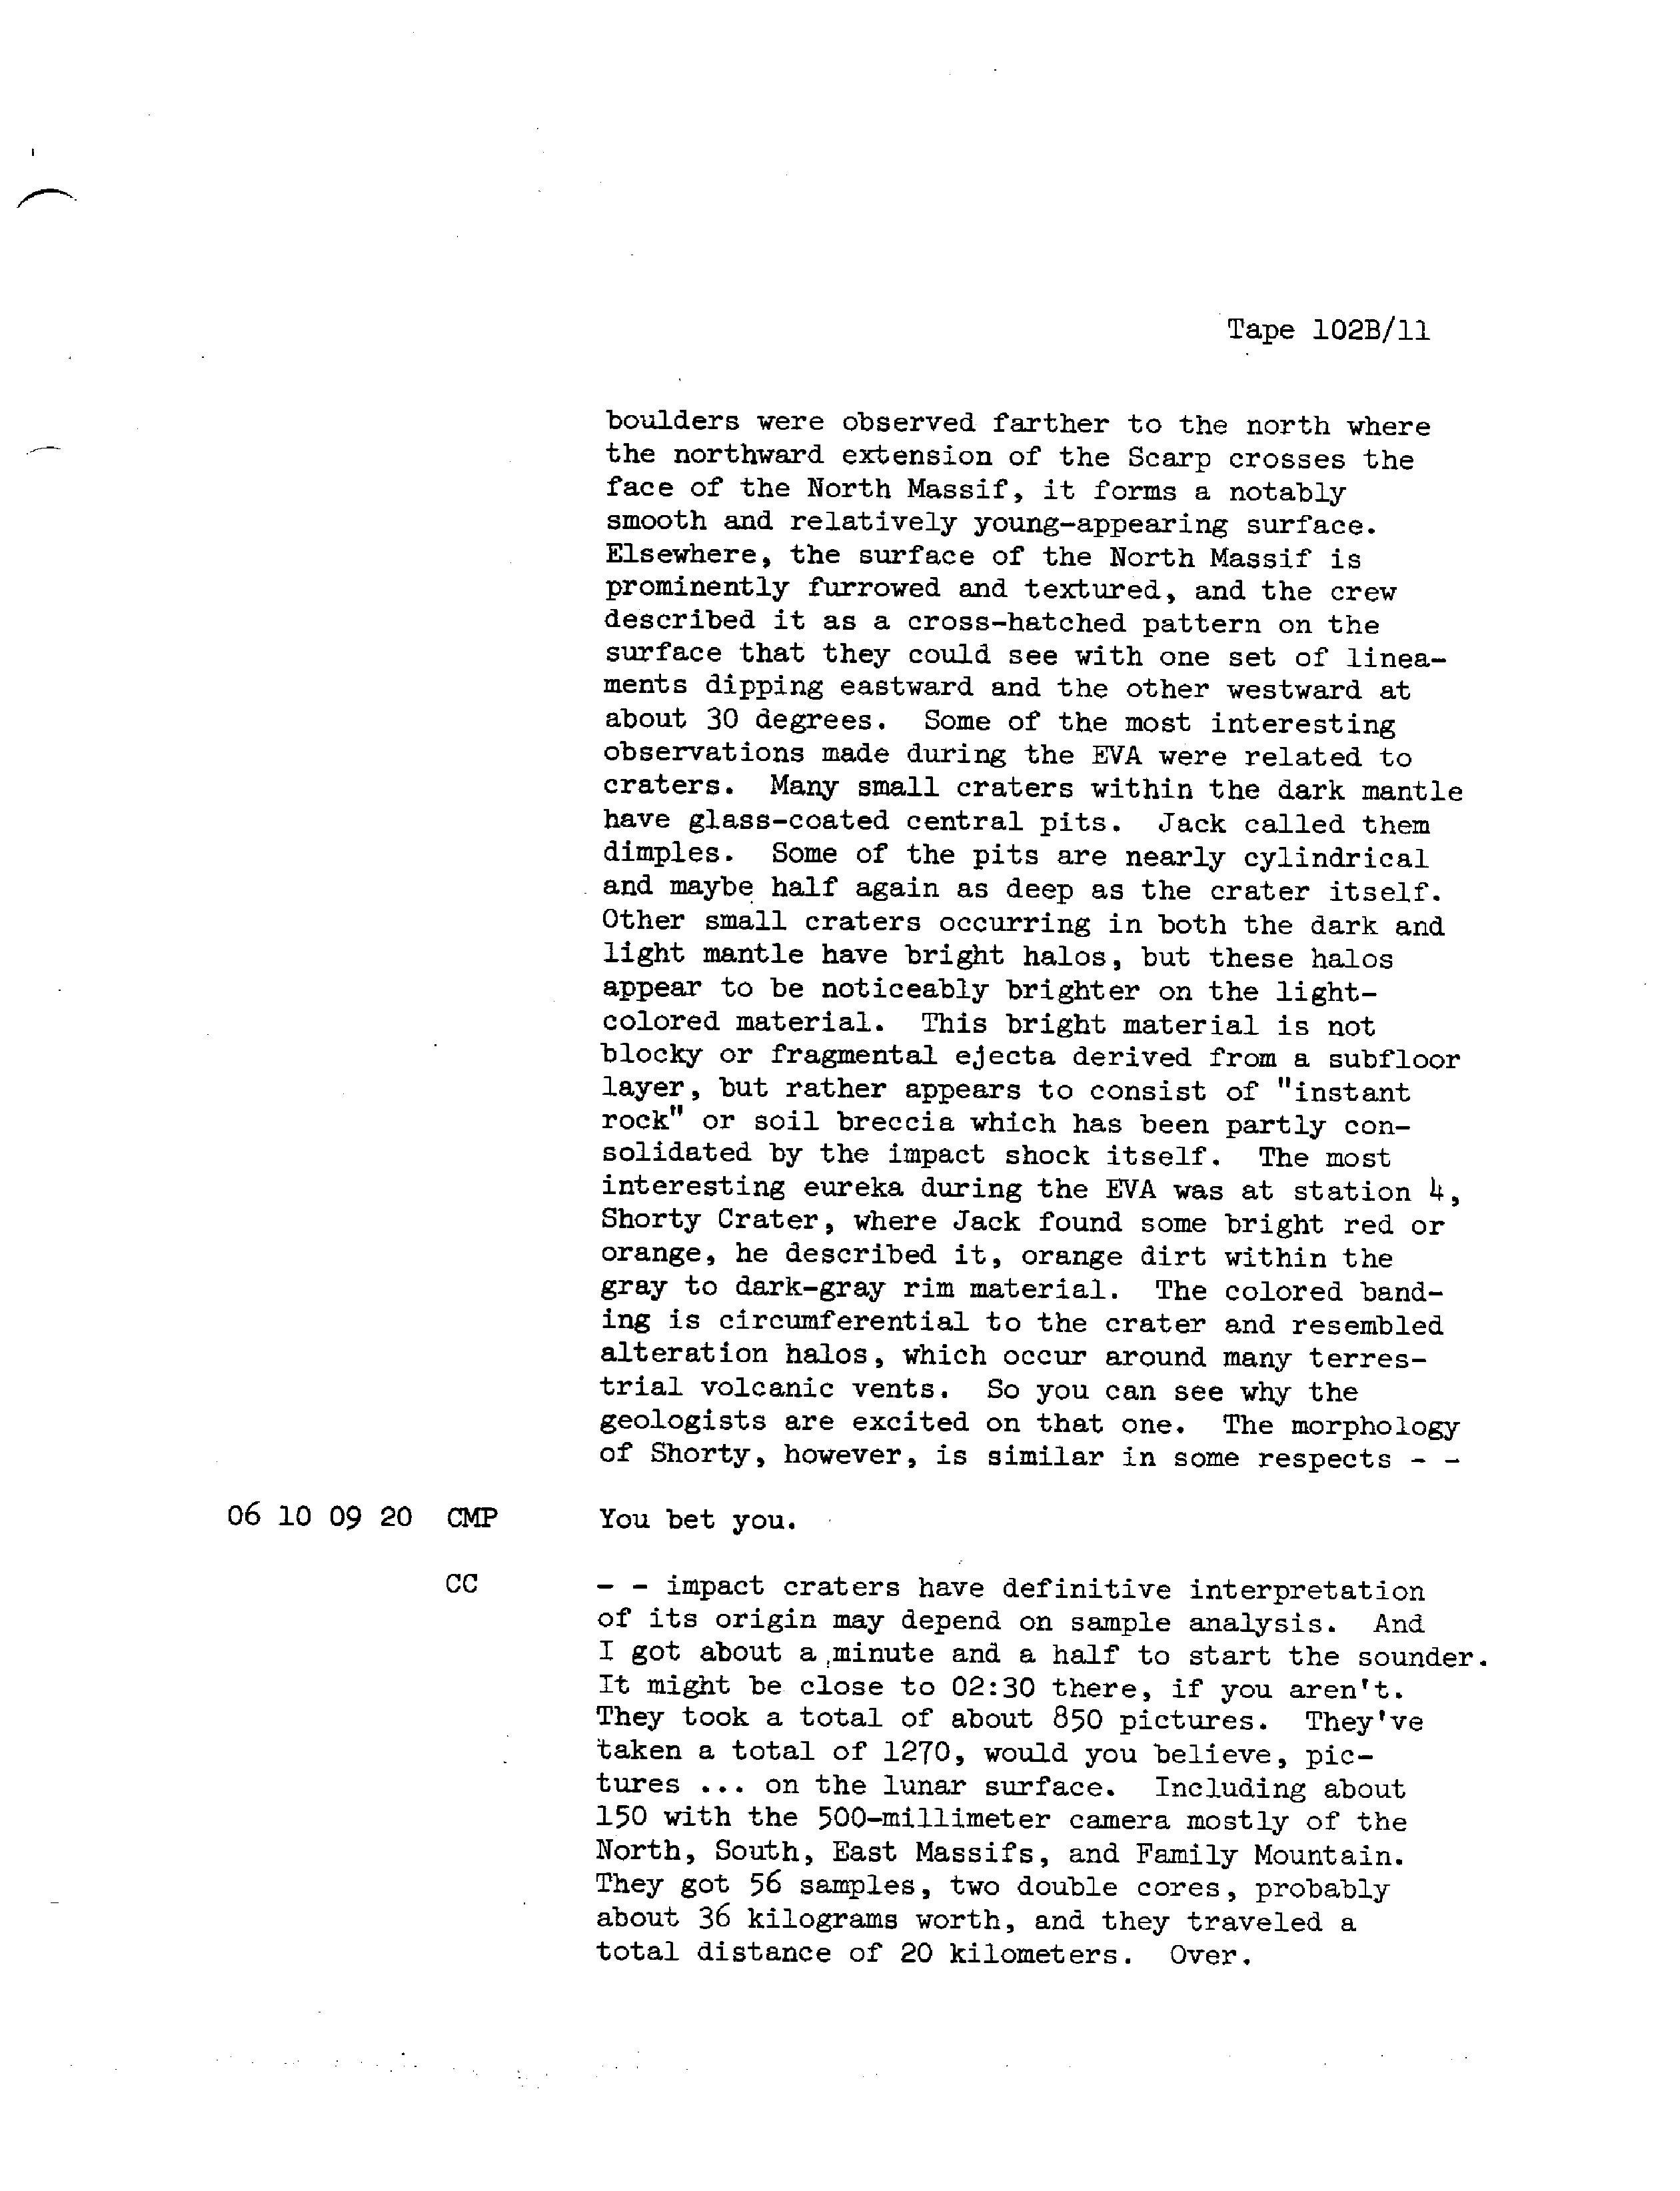 Tape 102B/11
boulders were observed farther to the north where
the northward extension of the Scarp crosses the
face of the North Massif, it forms a notably
smooth and relatively young-appearing surface.
Elsewhere, the surface of the North Massif is
prominently furrowed and textured, and the crew
described it as a cross-hatched pattern on the
surface that they could see with one set of linea-
ments dipping eastward and the other westward at
about 30 degrees. Some of the most interesting
observations made during the EVA were related to
craters. Many small craters within the dark mantle
have glass-coated central pits. Jack called them
dimples. Some of the pits are nearly cylindrical
and maybe half again as deep as the crater itself.
Other small craters occurring in both the dark and
light mantle have bright halos, but these halos
appear to be noticeably brighter on the light-
colored material. This bright material is not
blocky or fragmental ejecta derived from a subfloor
layer, but rather appears to consist of "instant
rock" or soil breccia which has been partly con-
solidated by the impact shock itself. The most
interesting eureka during the EVA was at station 4,
Shorty Crater, where Jack found some bright red or
orange, he described it, orange dirt within the
gray to dark-gray rim material. The colored band-
ing is circumferential to the crater and resembled
alteration halos, which occur around many terres-
trial volcanic vents. So you can see why the
geologists are excited on that one. The morphology
of Shorty, however, is similar in some respects - -
06 10 09 20 CMP You bet you.
CC - - impact craters have definitive interpretation
of its origin may depend on sample analysis. And
I got about a minute and a half to start the sounder.
It might be close to 02:30 there, if you aren't.
They took a total of about 850 pictures. They've
taken a total of 1270, would you believe, pic-
tures ... on the lunar surface. Including about
150 with the 500-millimeter camera mostly of the
North, South, East Massifs, and Family Mountain.
They got 56 samples, two double cores, probably
about 36 kilograms worth, and they traveled a
total distance of 20 kilometers. Over.